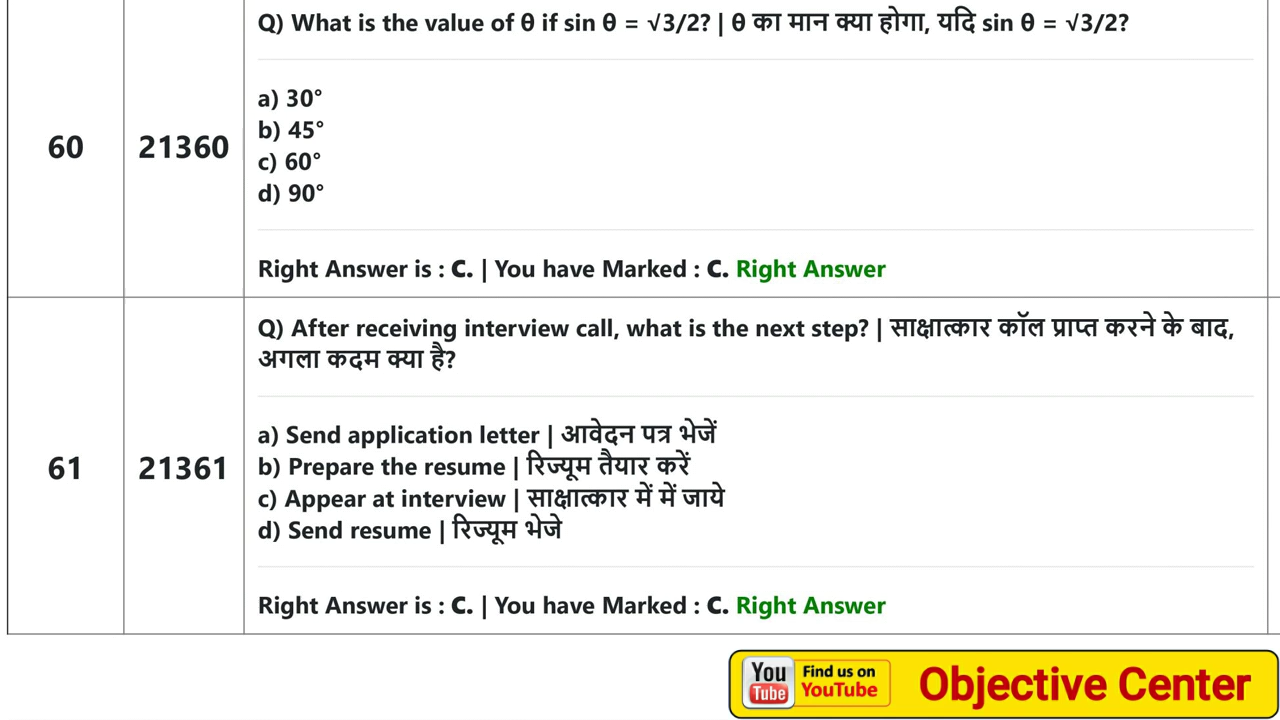 Q) What is the value of θ if sin θ = √3/2? | θ का मान क्या होगा, यदि sin θ = √3/2?
a) 30°
b) 45°
60 21360
c) 60°
d) 90°
Right Answer is : C. | You have Marked : C. Right Answer
Q) After receiving interview call, what is the next step? | साक्षात्कार कॉल प्राप्त करने के बाद,
अगला कदम क्या है?
a) Send application letter | आवेदन पत्र भेजें
61 21361
b) Prepare the resume | रिज्यूम तैयार करें
c) Appear at interview | साक्षात्कार में में जाये
d) Send resume | रिज्यूम भेजे
Right Answer is : C. | You have Marked : C. Right Answer
You Tube Find us on YouTube Objective Center